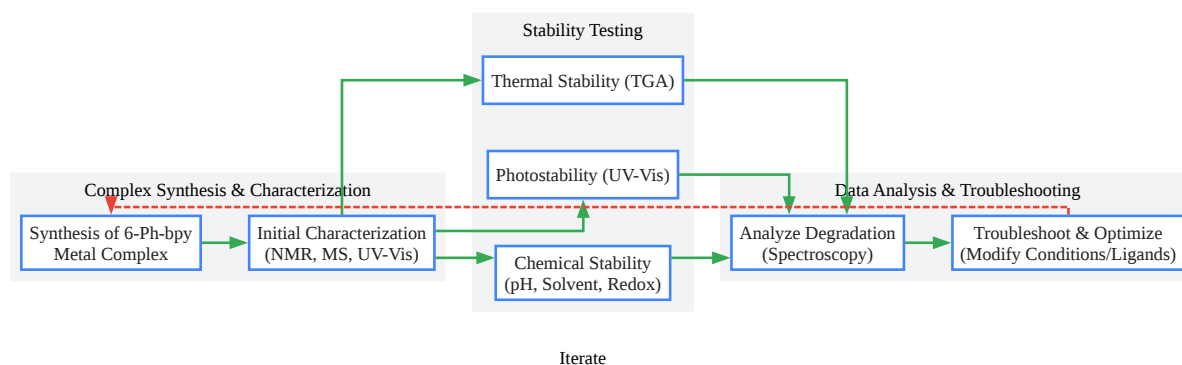 Stability Testing
Thermal Stability (TGA)
Photostability (UV-Vis)
Complex Synthesis & Characterization
Data Analysis & Troubleshooting
Synthesis of 6-Ph-bpy
Metal Complex
Initial Characterization
(NMR, MS, UV-Vis)
Chemical Stability
(pH, Solvent, Redox)
Analyze Degradation
(Spectroscopy)
Troubleshoot & Optimize
(Modify Conditions/Ligands)
Iterate